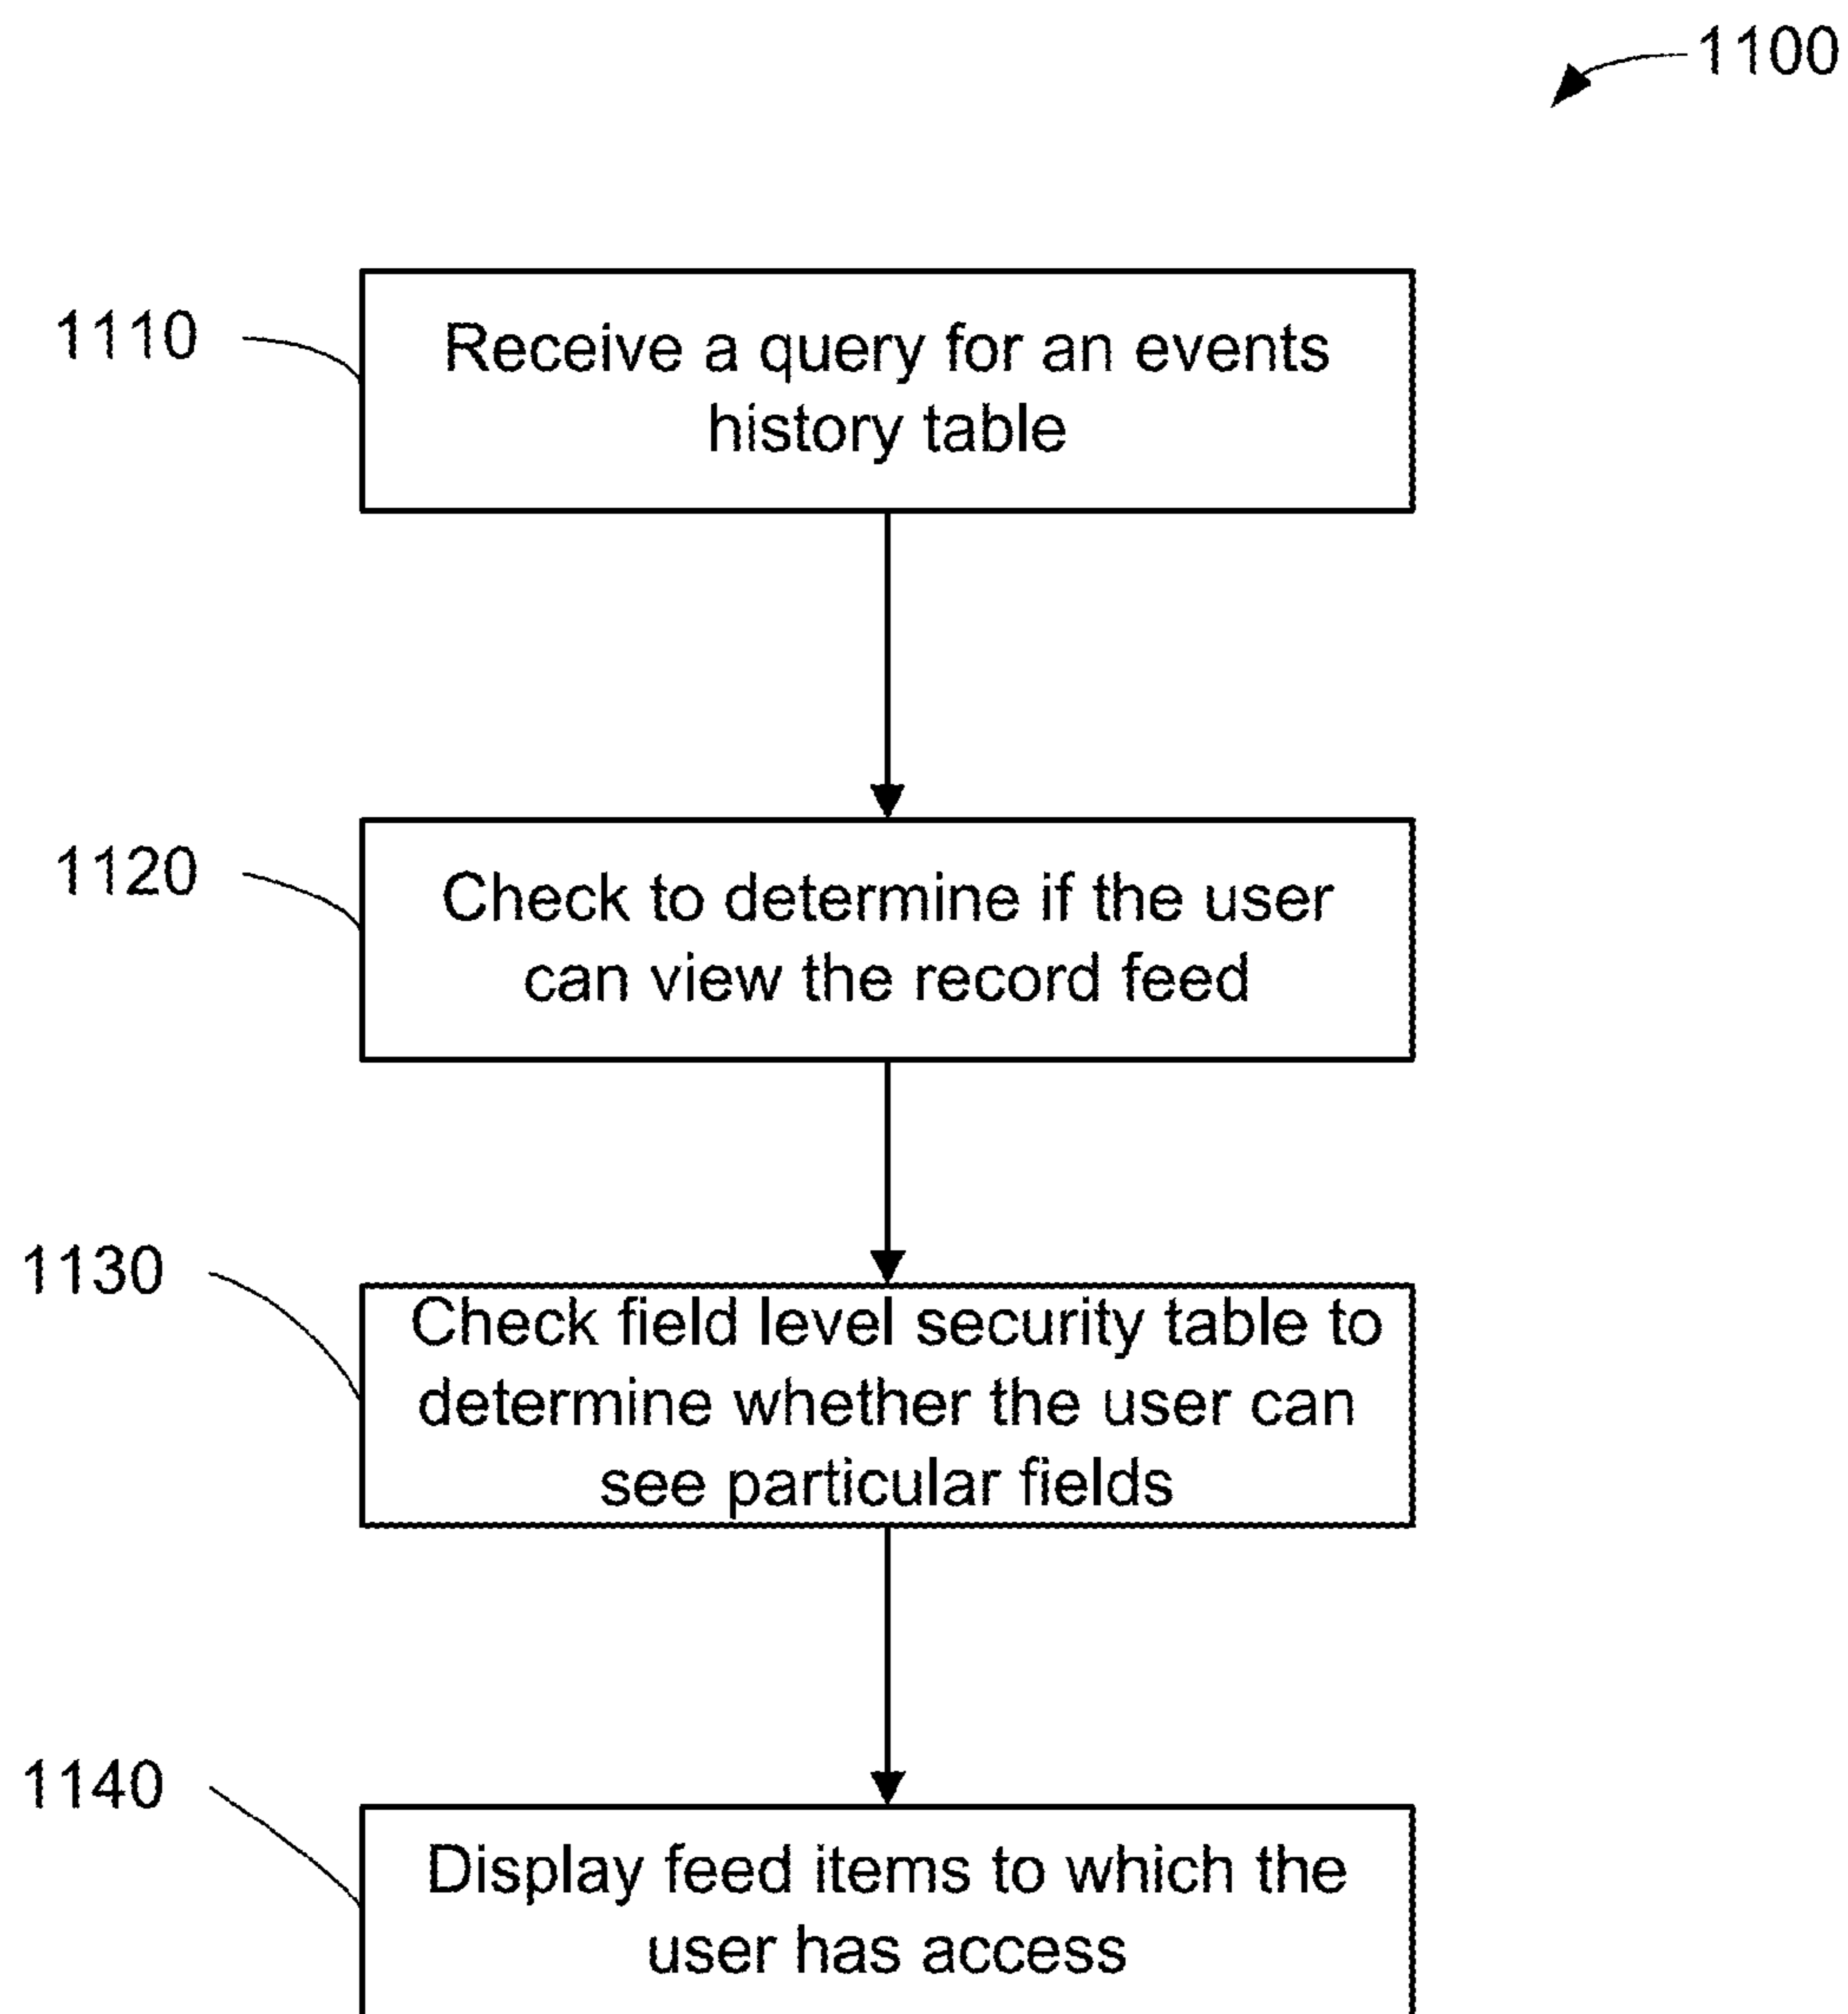 1100
1110
Receive a query for an events
history table
1120
Check to determine if the user
can view the record feed
1130
Check field level security table to
determine whether the user can
see particular fields
1140
Display feed items to which the
user has access